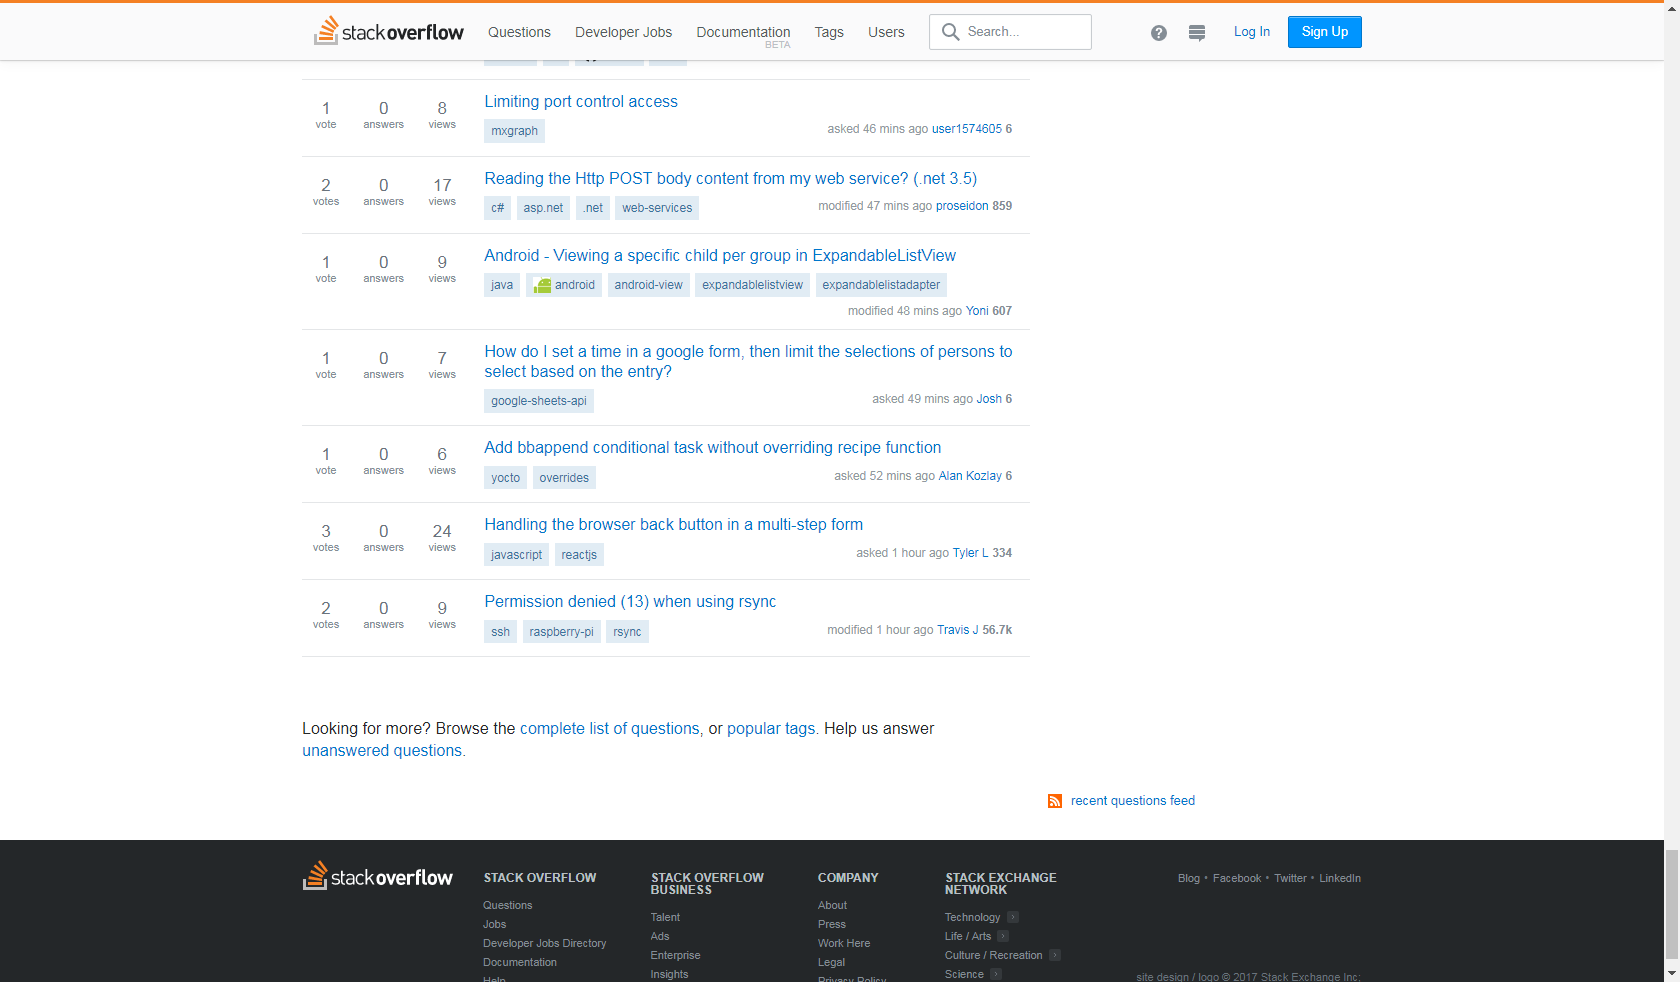 stackoverflow Questions Developer Jobs Documentation BETA Tags Users Search... ? Log In Sign Up
1 vote 0 answers 8 views
Limiting port control access
mxgraph
asked 46 mins ago user1574605 6
2 votes 0 answers 17 views
Reading the Http POST body content from my web service? (.net 3.5)
c# asp.net .net web-services
modified 47 mins ago proseidon 859
1 vote 0 answers 9 views
Android - Viewing a specific child per group in ExpandableListView
java android android-view expandablelistview expandablelistadapter
modified 48 mins ago Yoni 607
1 vote 0 answers 7 views
How do I set a time in a google form, then limit the selections of persons to
select based on the entry?
google-sheets-api
asked 49 mins ago Josh 6
1 vote 0 answers 6 views
Add bbappend conditional task without overriding recipe function
yocto overrides
asked 52 mins ago Alan Kozlay 6
3 votes 0 answers 24 views
Handling the browser back button in a multi-step form
javascript reactjs
asked 1 hour ago Tyler L 334
2 votes 0 answers 9 views
Permission denied (13) when using rsync
ssh raspberry-pi rsync
modified 1 hour ago Travis J 56.7k
Looking for more? Browse the complete list of questions, or popular tags. Help us answer
unanswered questions.
recent questions feed
stackoverflow
STACK OVERFLOW
Questions
Jobs
Developer Jobs Directory
Documentation
Help
STACK OVERFLOW
BUSINESS
Talent
Ads
Enterprise
Insights
COMPANY
About
Press
Work Here
Legal
Privacy Policy
STACK EXCHANGE
NETWORK
Technology
Life / Arts
Culture / Recreation
Science
Blog • Facebook • Twitter • LinkedIn
site design / logo © 2017 Stack Exchange Inc;